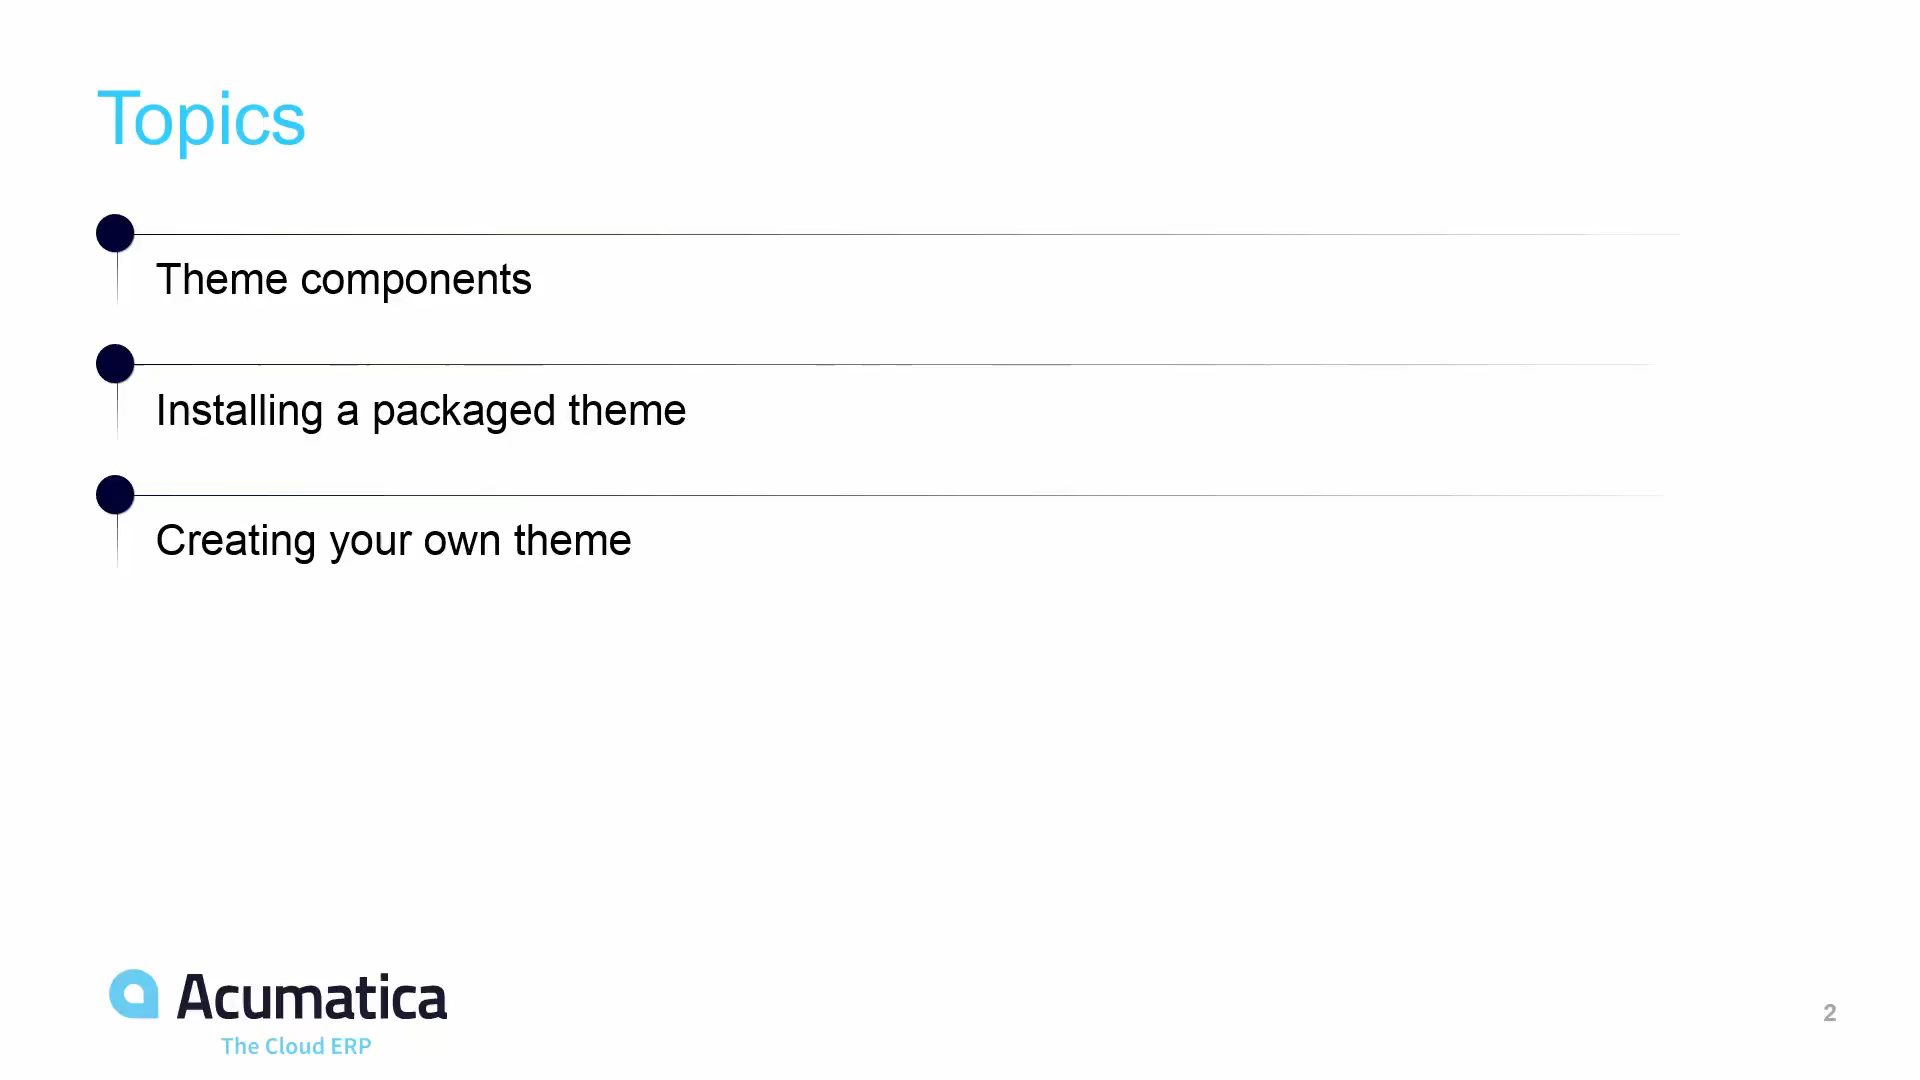 Topics
Theme components
Installing a packaged theme
Creating your own theme
Acumatica
The Cloud ERP
2